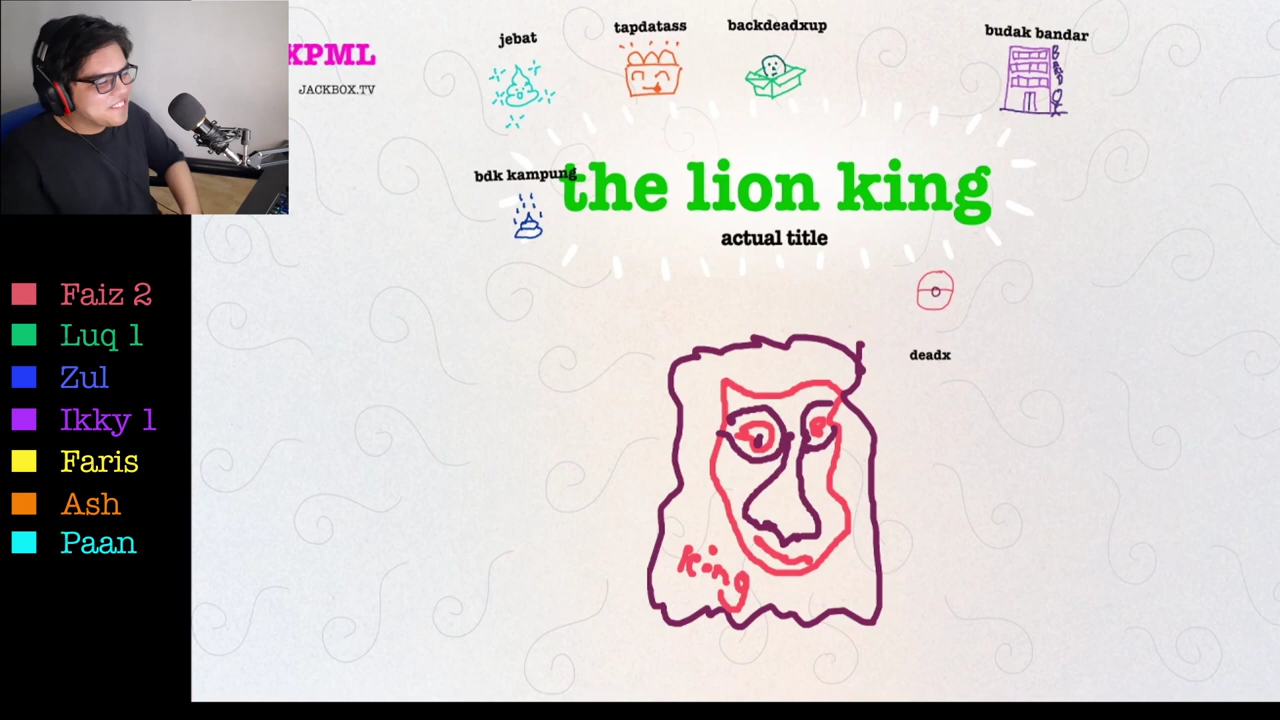 KPML
JACKBOX.TV
jebat
tapdatass
backdeadxup
budak bandar
bdk kampung
the lion king
actual title
deadx
king
Faiz 2
Luq 1
Zul
Ikky 1
Faris
Ash
Paan